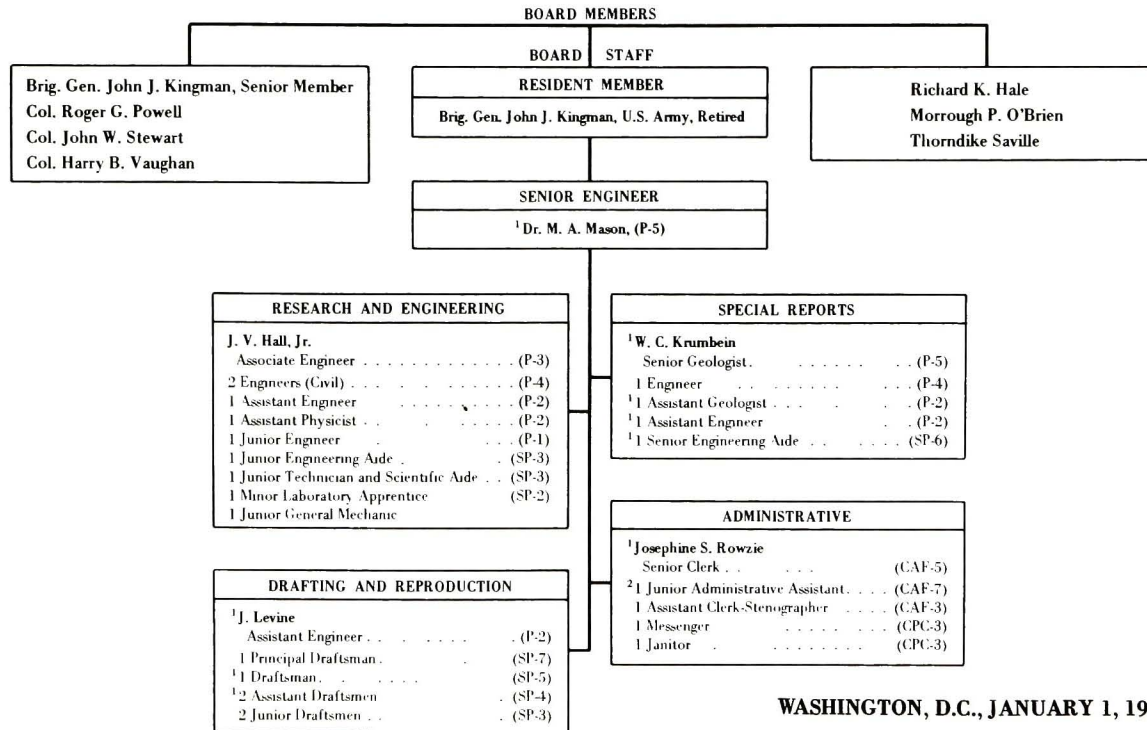 BOARD MEMBERS
Brig. Gen. John J. Kingman, Senior Member
Col. Roger G. Powell
Col. John W. Stewart
Col. Harry B. Vaughan
BOARD STAFF
RESIDENT MEMBER
Brig. Gen. John J. Kingman, U.S. Army, Retired
Richard K. Hale
Morrough P. O'Brien
Thorndike Saville
SENIOR ENGINEER
¹Dr. M. A. Mason, (P-5)
RESEARCH AND ENGINEERING
J. V. Hall, Jr.
Associate Engineer . . . . . . . . . . . . . (P-3)
2 Engineers (Civil) . . . . . . . . . . (P-4)
1 Assistant Engineer . . . . . . . . . . (P-2)
1 Assistant Physicist . . . . . . . . . (P-2)
1 Junior Engineer . . . . (P-1)
1 Junior Engineering Aide . . (SP-3)
1 Junior Technician and Scientific Aide . . (SP-3)
1 Minor Laboratory Apprentice (SP-2)
1 Junior General Mechanic
SPECIAL REPORTS
¹W. C. Krumbein
Senior Geologist . . . . . . . . . (P-5)
1 Engineer . . . . . . . . . . (P-4)
¹1 Assistant Geologist . . . . . . . (P-2)
¹1 Assistant Engineer . . (P-2)
¹1 Senior Engineering Aide . . . . . . (SP-6)
DRAFTING AND REPRODUCTION
¹J. Levine
Assistant Engineer . . . . . . . . (P-2)
1 Principal Draftsman . . (SP-7)
¹1 Draftsman . . . . . . . (SP-5)
¹2 Assistant Draftsmen (SP-4)
2 Junior Draftsmen . . (SP-3)
ADMINISTRATIVE
¹Josephine S. Rowzie
Senior Clerk . . . . . (CAF-5)
²1 Junior Administrative Assistant . . . . (CAF-7)
1 Assistant Clerk-Stenographer . . . . (CAF-3)
1 Messenger . . . . . . . . (CPC-3)
1 Janitor . . . . . . . . . (CPC-3)
WASHINGTON, D.C., JANUARY 1, 19